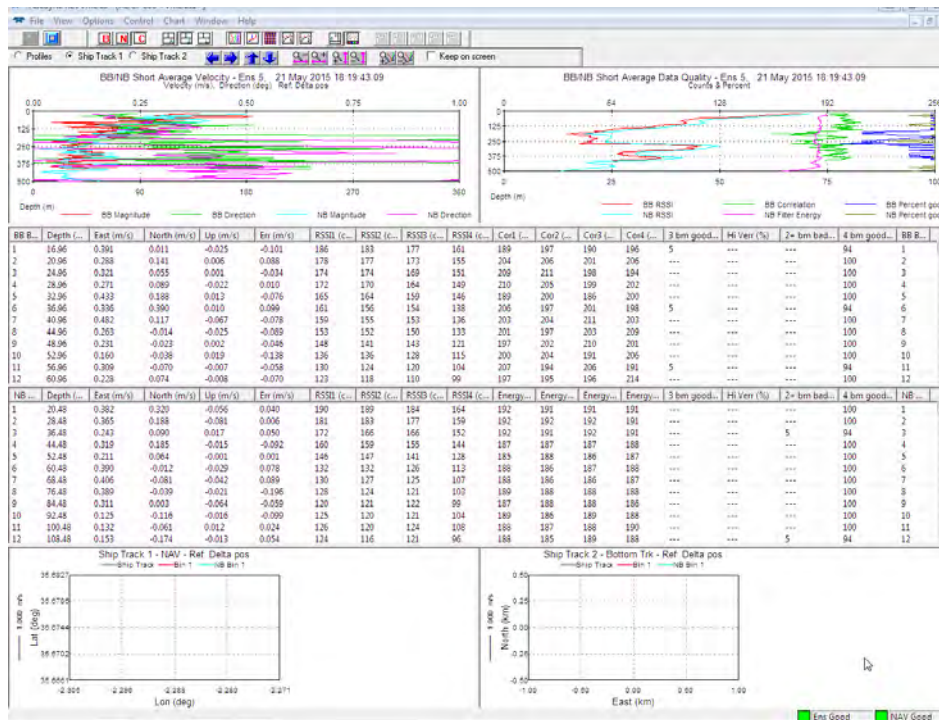 File View Options Control Chart Window Help
B N C
Profiles Ship Track 1 Ship Track 2 Keep on screen
BB/NB Short Average Velocity - Ens 5, 21 May 2015 18 19:43.09
Velocity (m/s), Direction (deg) Ref. Delta pos
0.00 0.25 0.50 0.75 1.00
0
125
250
375
500
0 90 180 270 360
Depth (m)
BB Magnitude BB Direction NB Magnitude NB Direction
BB/NB Short Average Data Quality - Ens 5, 21 May 2015 18 19:43.09
Counts & Percent
0 64 128 192
0
125
250
375
500
0 25 50 75
Depth (m)
BB RSSI BB Correlation BB Percent
NB RSSI NB Filter Energy NB Percent
BB B... Depth (... East (m/s) North (m/s) Up (m/s) Err (m/s) RSSI1 (c... RSSI2 (c... RSSI3 (c... RSSI4 (c... Cor1 (... Cor2 (... Cor3 (... Cor4 (... 3 bm good... Hi Verr (%) 2+ bm bad... 4 bm good... BB B...
1 16.96 0.391 0.011 -0.025 -0.101 186 183 177 161 189 197 190 196 5 --- --- 94 1
2 20.96 0.288 0.141 0.006 0.088 178 177 173 155 204 206 201 206 --- --- --- 100 2
3 24.96 0.321 0.055 0.001 -0.034 174 174 169 151 209 211 198 194 --- --- --- 100 3
4 28.96 0.271 0.089 -0.022 0.010 172 170 164 149 210 205 199 202 --- --- --- 100 4
5 32.96 0.433 0.188 0.013 -0.076 165 164 159 146 189 200 186 200 --- --- --- 100 5
6 36.96 0.336 0.390 0.010 0.099 161 156 154 138 206 197 201 198 5 --- --- 94 6
7 40.96 0.482 0.117 -0.067 -0.078 159 155 153 136 203 204 211 203 --- --- --- 100 7
8 44.96 0.263 -0.014 -0.025 -0.089 153 152 150 133 201 197 203 209 --- --- --- 100 8
9 48.96 0.231 -0.023 0.002 -0.046 148 141 143 121 197 202 210 201 --- --- --- 100 9
10 52.96 0.160 -0.038 0.019 -0.138 136 136 128 115 200 204 191 206 --- --- --- 100 10
11 56.96 0.309 -0.070 -0.007 -0.058 130 124 120 104 207 194 206 191 5 --- --- 94 11
12 60.96 0.228 0.074 -0.008 -0.070 123 118 110 99 197 195 196 214 --- --- --- 100 12
NB ... Depth (... East (m/s) North (m/s) Up (m/s) Err (m/s) RSSI1 (c... RSSI2 (c... RSSI3 (c... RSSI4 (c... Energy... Energy... Energy... Energy... 3 bm good... Hi Verr (%) 2+ bm bad... 4 bm good... NB ...
1 20.48 0.382 0.320 -0.056 0.040 190 189 184 164 192 191 191 191 --- --- --- 100 1
2 28.48 0.365 0.188 -0.081 0.006 181 183 177 159 192 192 191 191 --- --- --- 100 2
3 36.48 0.243 0.090 0.017 0.050 172 166 166 152 192 191 192 191 --- --- 5 94 3
4 44.48 0.319 0.185 -0.015 -0.092 160 159 155 144 187 187 187 188 --- --- --- 100 4
5 52.48 0.211 0.064 -0.001 0.001 146 147 141 128 185 188 186 187 --- --- --- 100 5
6 60.48 0.390 -0.012 -0.029 0.078 132 132 126 113 188 186 187 188 --- --- --- 100 6
7 68.48 0.406 -0.081 -0.042 0.089 130 127 125 107 188 186 186 187 --- --- --- 100 7
8 76.48 0.389 -0.039 -0.021 -0.196 128 124 121 103 189 188 188 188 --- --- --- 100 8
9 84.48 0.311 0.003 -0.064 -0.059 120 121 122 99 187 188 188 188 --- --- --- 100 9
10 92.48 0.125 -0.116 -0.016 -0.099 125 120 121 104 189 186 189 188 --- --- --- 100 10
11 100.48 0.132 -0.061 0.012 0.024 126 120 124 108 188 187 188 190 --- --- --- 100 11
12 108.48 0.153 -0.174 -0.013 0.054 124 116 121 96 188 185 189 188 --- --- 5 94 12
Ship Track 1 - NAV - Ref. Delta pos
Ship Track Bin 1 NB Bin 1
1.000 m/s
Lat (deg)
Lon (deg)
Ship Track 2 - Bottom Trk - Ref Delta pos
Ship Track Bin 1 NB Bin 1
1.000 m/s
North (km)
0.50
0.25
0.00
-0.25
-0.50
-1.00 -0.50 0.00 0.50 1.00
East (km)
Ens Good NAV Good